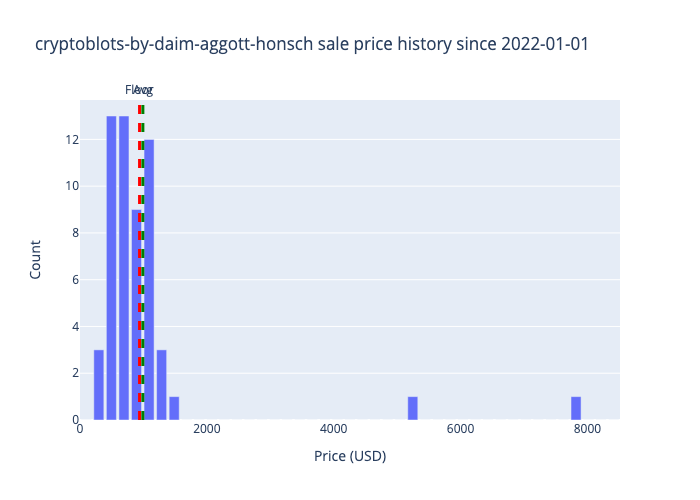 cryptoblots-by-daim-aggott-honsch sale price history since 2022-01-01
Floor Avg
Count
12
10
8
6
4
2
0
0 2000 4000 6000 8000
Price (USD)